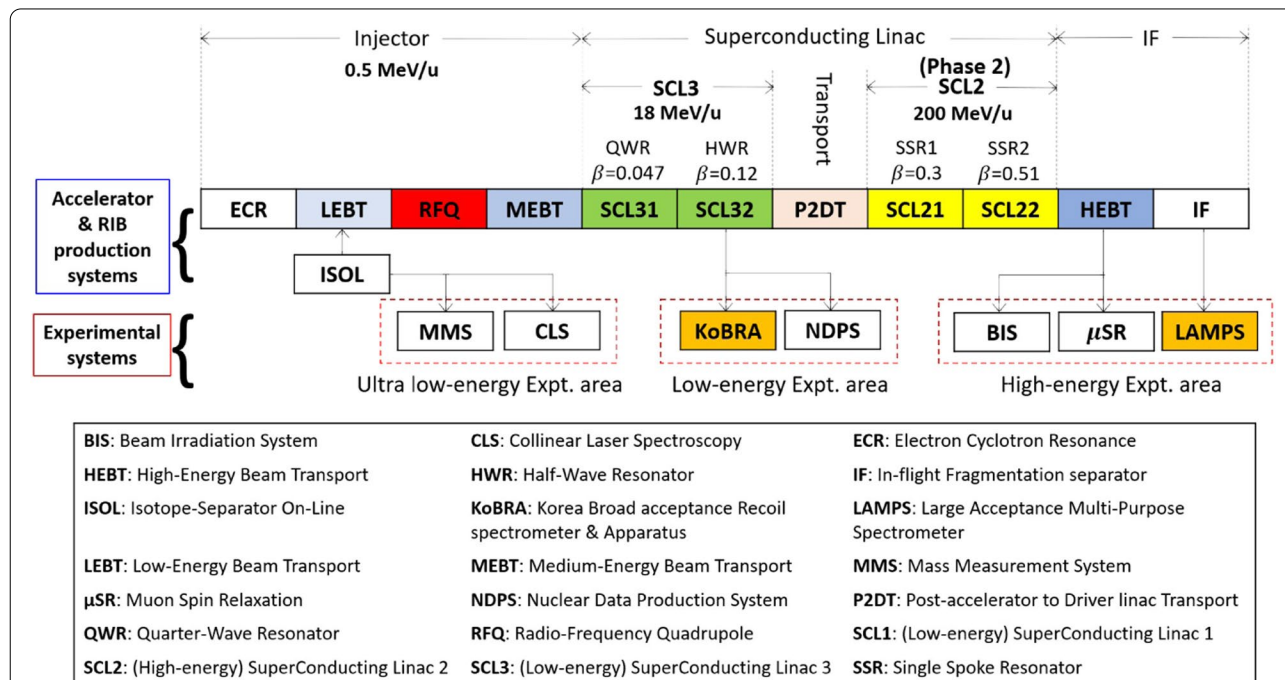 Injector
Superconducting Linac
IF
0.5 MeV/u
(Phase 2)
SCL3
Transport
SCL2
18 MeV/u
200 MeV/u
QWR
HWR
SSR1
SSR2
β=0.047
β=0.12
β=0.3
β=0.51
Accelerator
& RIB
production
systems
ECR
LEBT
RFQ
MEBT
SCL31
SCL32
P2DT
SCL21
SCL22
HEBT
IF
ISOL
Experimental
systems
MMS
CLS
KoBRA
NDPS
BIS
μSR
LAMPS
Ultra low-energy Expt. area
Low-energy Expt. area
High-energy Expt. area
BIS: Beam Irradiation System
CLS: Collinear Laser Spectroscopy
ECR: Electron Cyclotron Resonance
HEBT: High-Energy Beam Transport
HWR: Half-Wave Resonator
IF: In-flight Fragmentation separator
ISOL: Isotope-Separator On-Line
KoBRA: Korea Broad acceptance Recoil
spectrometer & Apparatus
LAMPS: Large Acceptance Multi-Purpose
Spectrometer
LEBT: Low-Energy Beam Transport
MEBT: Medium-Energy Beam Transport
MMS: Mass Measurement System
μSR: Muon Spin Relaxation
NDPS: Nuclear Data Production System
P2DT: Post-accelerator to Driver linac Transport
QWR: Quarter-Wave Resonator
RFQ: Radio-Frequency Quadrupole
SCL1: (Low-energy) SuperConducting Linac 1
SCL2: (High-energy) SuperConducting Linac 2
SCL3: (Low-energy) SuperConducting Linac 3
SSR: Single Spoke Resonator